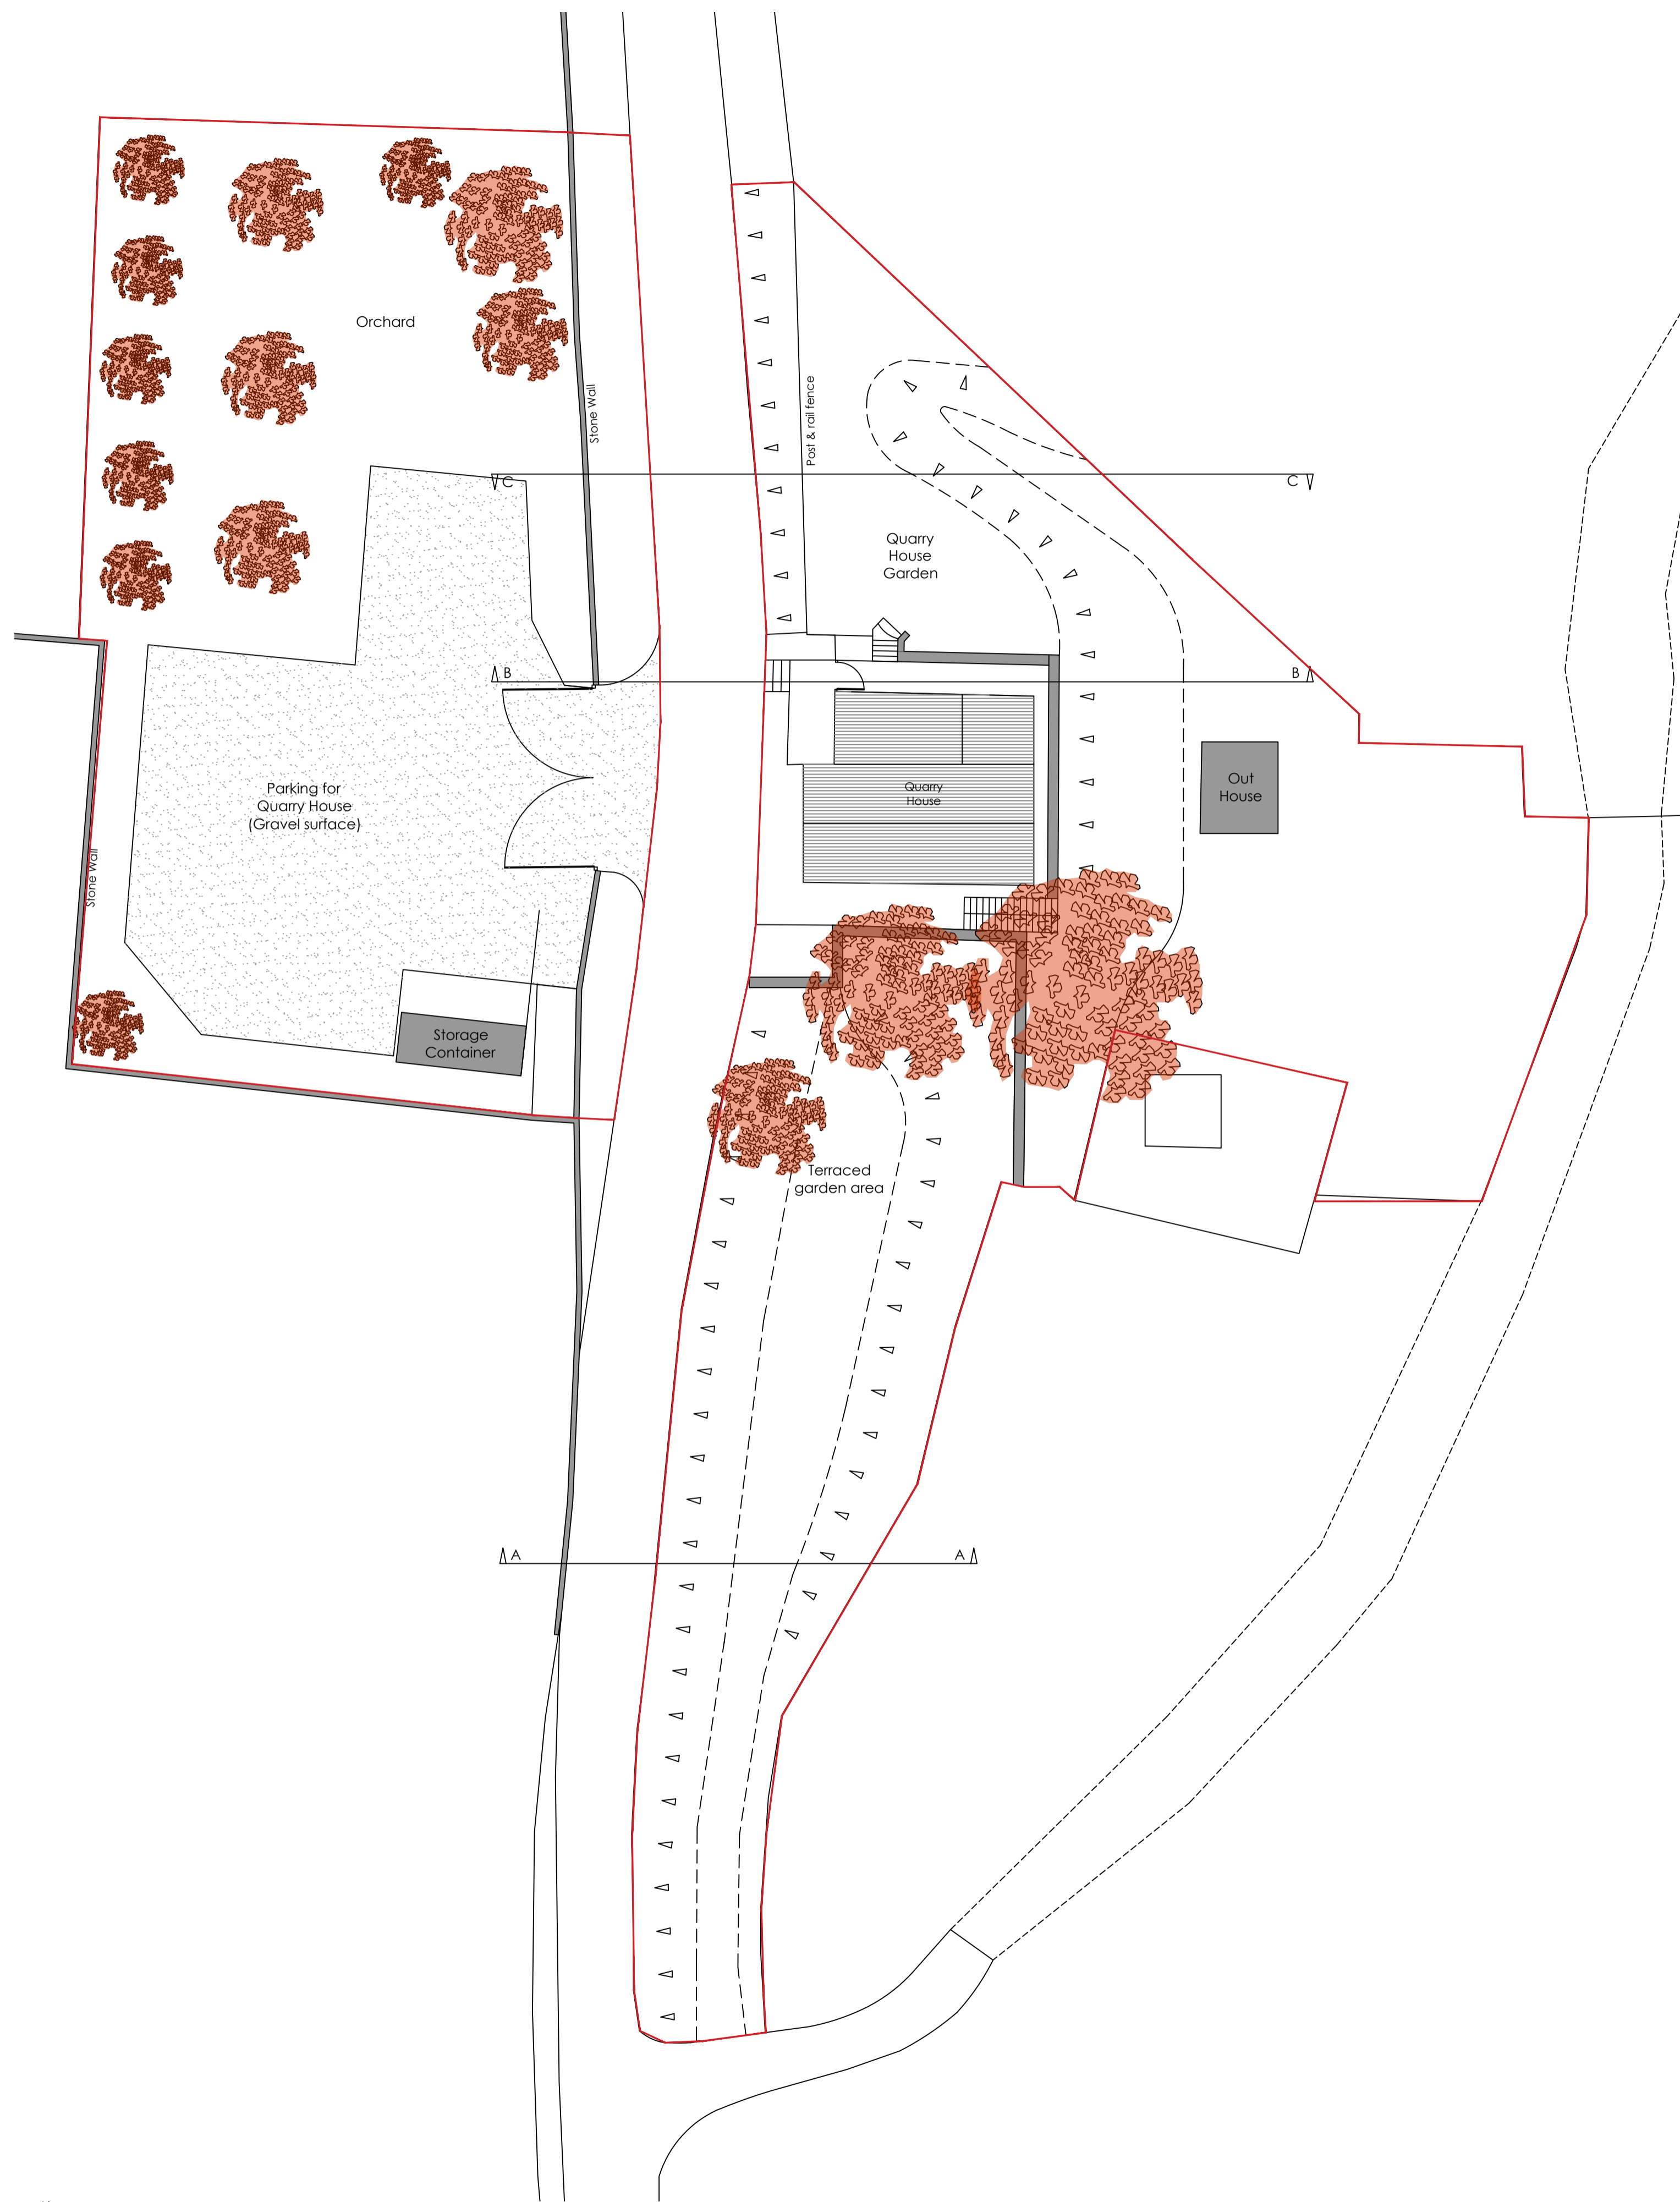 Orchard
Stone Wall
Post & rail fence
C
C
Quarry
House
Garden
B
B
Parking for
Quarry House
(Gravel surface)
Quarry
House
Out
House
Stone Wall
Storage
Container
Terraced
garden area
A
A